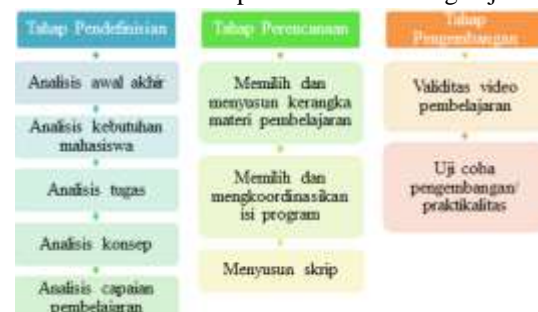 Tahap Pendefinisian
Analisis awal akhir
Analisis kebutuhan
mahasiswa
Analisis tugas
Analisis konsep
Analisis capaian
pembelajaran
Tahap Perencanaan
Memilih dan
menyusun kerangka
materi pembelajaran
Memilih dan
mengkoordinasikan
isi program
Menyusun skrip
Tahap
Pengembangan
Validitas video
pembelajaran
Uji coba
pengembangan/
praktikalitas